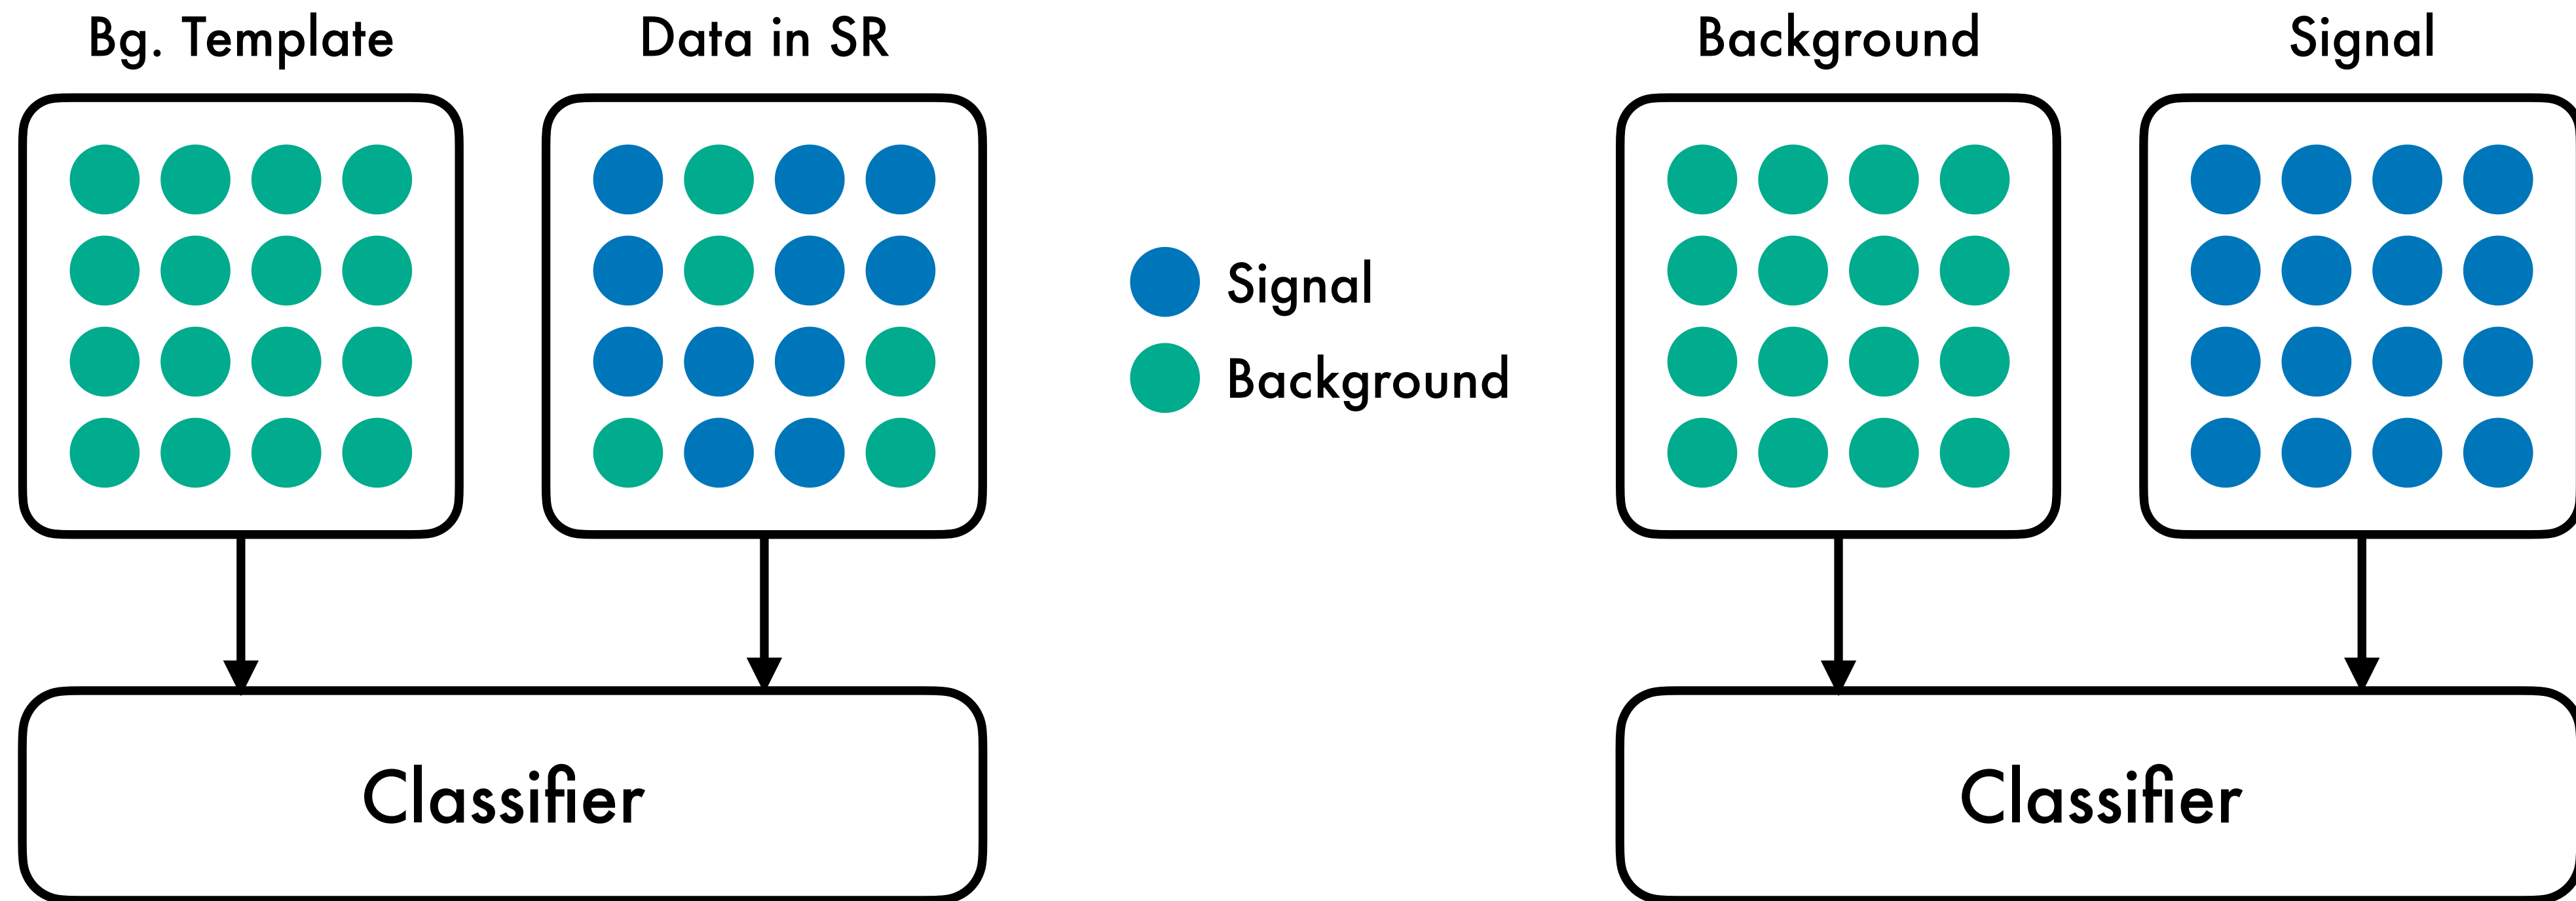 Bg. Template
Data in SR
Signal
Background
Classifier
Background
Signal
Classifier